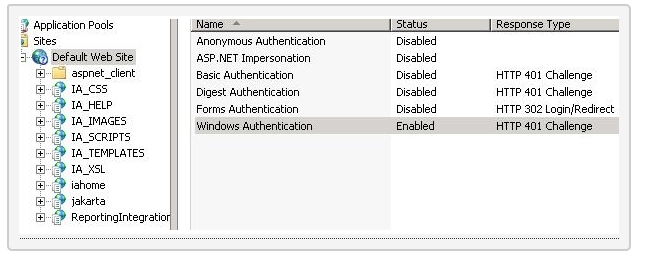 Application Pools
Sites
Default Web Site
aspnet_client
IA_CSS
IA_HELP
IA_IMAGES
IA_SCRIPTS
IA_TEMPLATES
IA_XSL
iahome
jakarta
ReportingIntegration
Name Status Response Type
Anonymous Authentication Disabled
ASP.NET Impersonation Disabled
Basic Authentication Disabled HTTP 401 Challenge
Digest Authentication Disabled HTTP 401 Challenge
Forms Authentication Disabled HTTP 302 Login/Redirect
Windows Authentication Enabled HTTP 401 Challenge